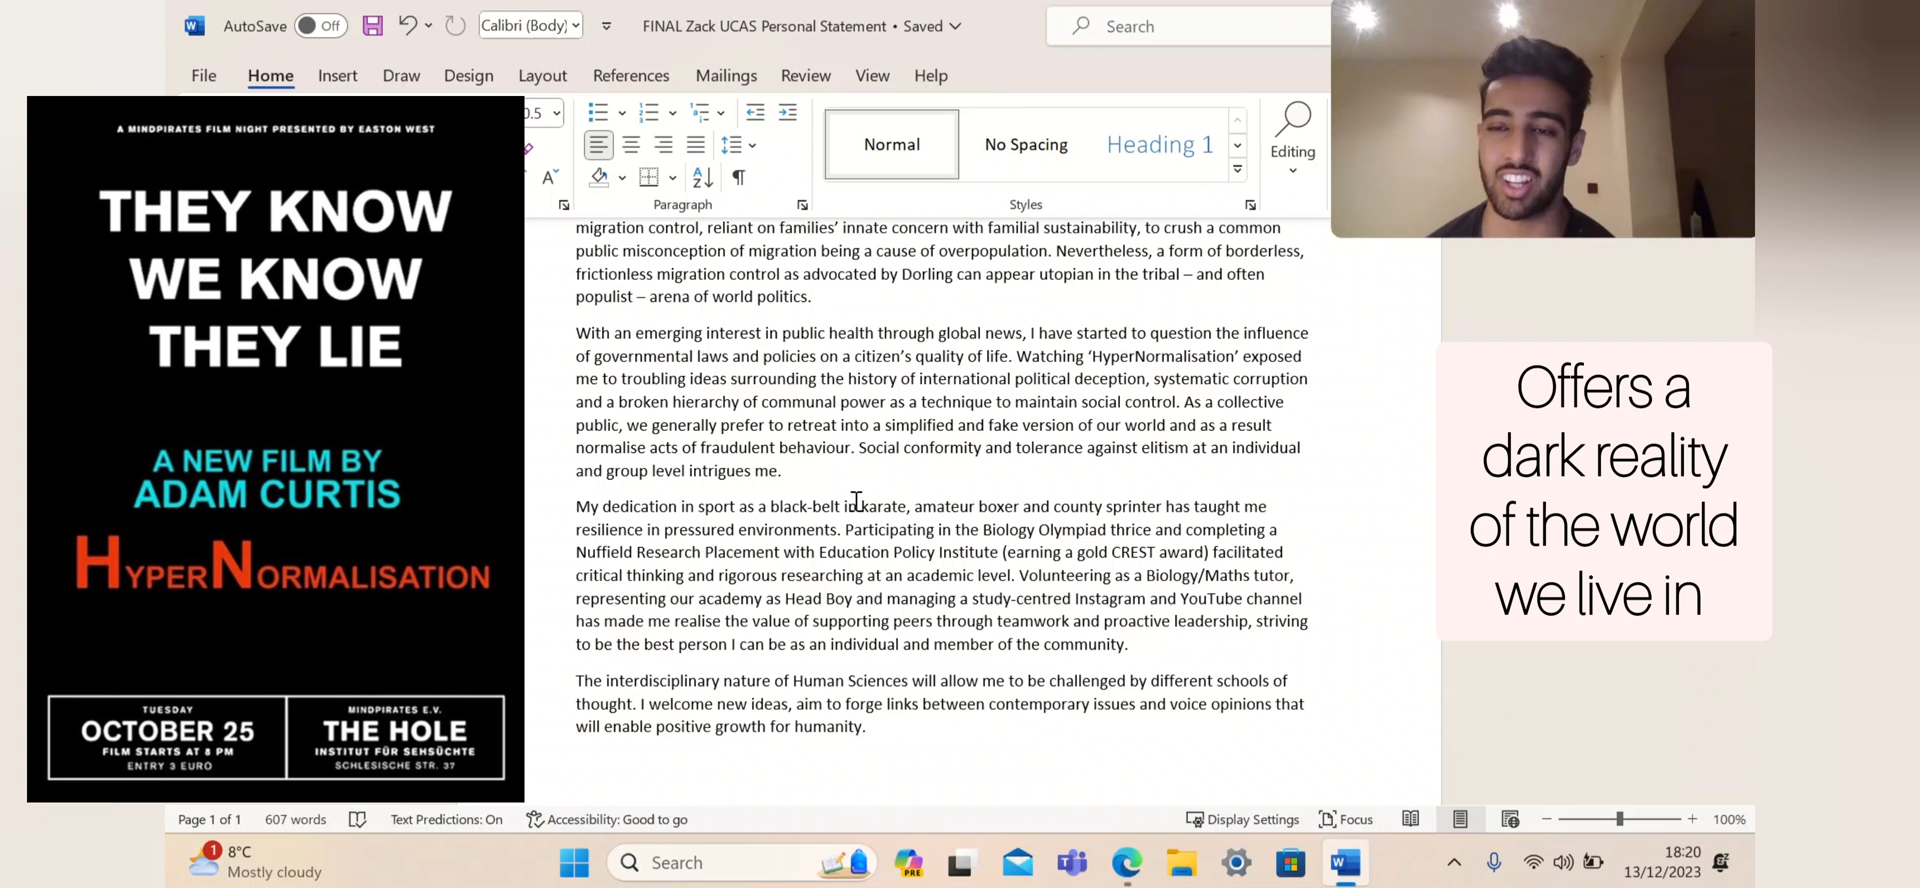 AutoSave
Off
Calibri (Body)
FINAL Zack UCAS Personal Statement • Saved
Search
File
Home
Insert
Draw
Design
Layout
References
Mailings
Review
View
Help
0.5
Normal
No Spacing
Heading 1
Editing
Paragraph
Styles
A MINDPIRATES FILM NIGHT PRESENTED BY EASTON WEST
THEY KNOW
WE KNOW
THEY LIE
A NEW FILM BY
ADAM CURTIS
HYPERNORMALISATION
TUESDAY
OCTOBER 25
FILM STARTS AT 8 PM
ENTRY 3 EURO
MINDPIRATES E.V.
THE HOLE
INSTITUT FÜR SEHSÜCHTE
SCHLESISCHE STR. 37
migration control, reliant on families’ innate concern with familial sustainability, to crush a common
public misconception of migration being a cause of overpopulation. Nevertheless, a form of borderless,
frictionless migration control as advocated by Dorling can appear utopian in the tribal – and often
populist – arena of world politics.
With an emerging interest in public health through global news, I have started to question the influence
of governmental laws and policies on a citizen’s quality of life. Watching ‘HyperNormalisation’ exposed
me to troubling ideas surrounding the history of international political deception, systematic corruption
and a broken hierarchy of communal power as a technique to maintain social control. As a collective
public, we generally prefer to retreat into a simplified and fake version of our world and as a result
normalise acts of fraudulent behaviour. Social conformity and tolerance against elitism at an individual
and group level intrigues me.
My dedication in sport as a black-belt in karate, amateur boxer and county sprinter has taught me
resilience in pressured environments. Participating in the Biology Olympiad thrice and completing a
Nuffield Research Placement with Education Policy Institute (earning a gold CREST award) facilitated
critical thinking and rigorous researching at an academic level. Volunteering as a Biology/Maths tutor,
representing our academy as Head Boy and managing a study-centred Instagram and YouTube channel
has made me realise the value of supporting peers through teamwork and proactive leadership, striving
to be the best person I can be as an individual and member of the community.
The interdisciplinary nature of Human Sciences will allow me to be challenged by different schools of
thought. I welcome new ideas, aim to forge links between contemporary issues and voice opinions that
will enable positive growth for humanity.
Offers a
dark reality
of the world
we live in
Page 1 of 1
607 words
Text Predictions: On
Accessibility: Good to go
Display Settings
Focus
100%
1
8°C
Mostly cloudy
Search
PRE
18:20
13/12/2023